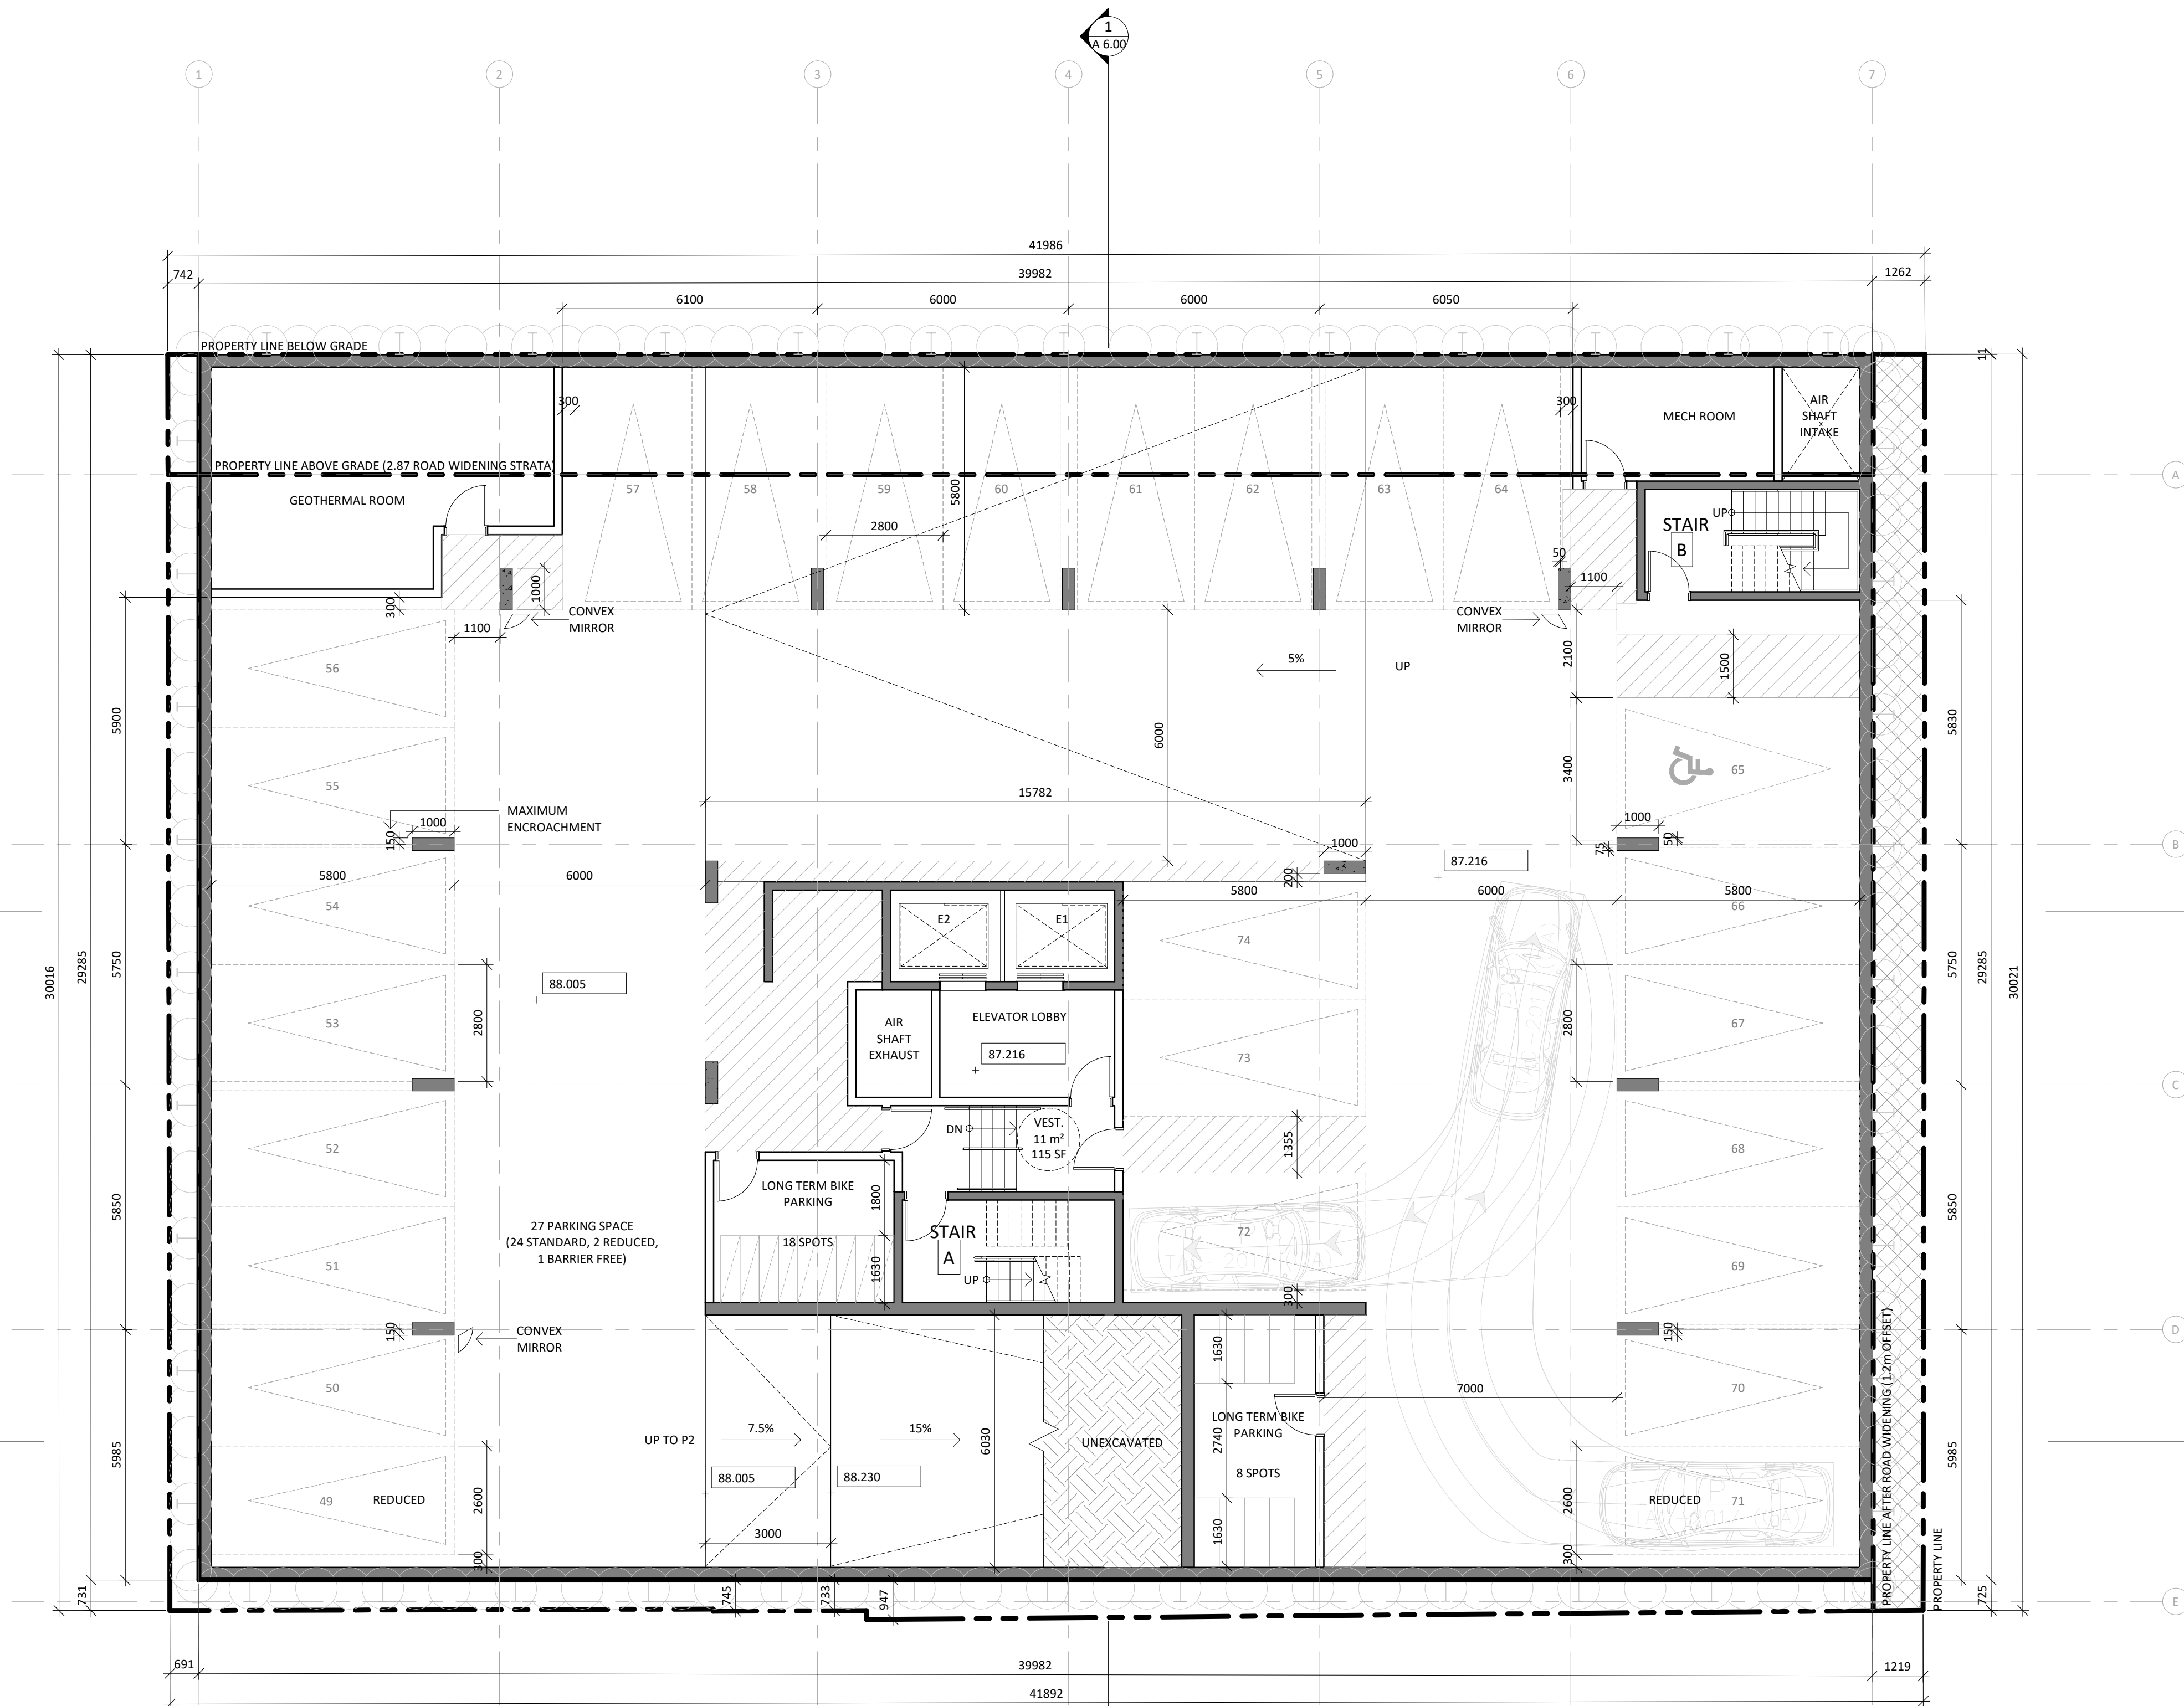 1
A 6.00
1
2
3
4
5
6
7
41986
742
39982
1262
6100
6000
6000
6050
PROPERTY LINE BELOW GRADE
11
300
300
MECH ROOM
AIR
SHAFT
INTAKE
PROPERTY LINE ABOVE GRADE (2.87 ROAD WIDENING STRATA)
A
GEOTHERMAL ROOM
57
58
59
60
61
62
63
64
5800
2800
UP
STAIR
B
50
1100
1000
300
CONVEX
MIRROR
CONVEX
MIRROR
1100
2100
1500
56
5%
UP
5900
5830
6000
3400
65
55
15782
MAXIMUM
ENCROACHMENT
1000
1000
150
1000
50
75
B
87.216
200
5800
6000
5800
6000
5800
54
66
E2
E1
74
30016
29285
5750
88.005
5750
29285
30021
53
2800
AIR
SHAFT
EXHAUST
ELEVATOR LOBBY
87.216
73
2800
67
C
DN
VEST.
11 m²
115 SF
1355
52
68
LONG TERM BIKE
PARKING
1800
5850
5850
27 PARKING SPACE
(24 STANDARD, 2 REDUCED,
1 BARRIER FREE)
18 SPOTS
STAIR
A
72
51
1630
UP
69
300
150
CONVEX
MIRROR
150
D
1630
50
7000
70
UP TO P2
7.5%
15%
6030
UNEXCAVATED
LONG TERM BIKE
PARKING
2740
5985
5985
88.005
88.230
8 SPOTS
49
REDUCED
2600
2600
REDUCED
71
3000
1630
300
300
PROPERTY LINE AFTER ROAD WIDENING (1.2m OFFSET)
PROPERTY LINE
731
745
733
947
725
E
691
39982
1219
41892